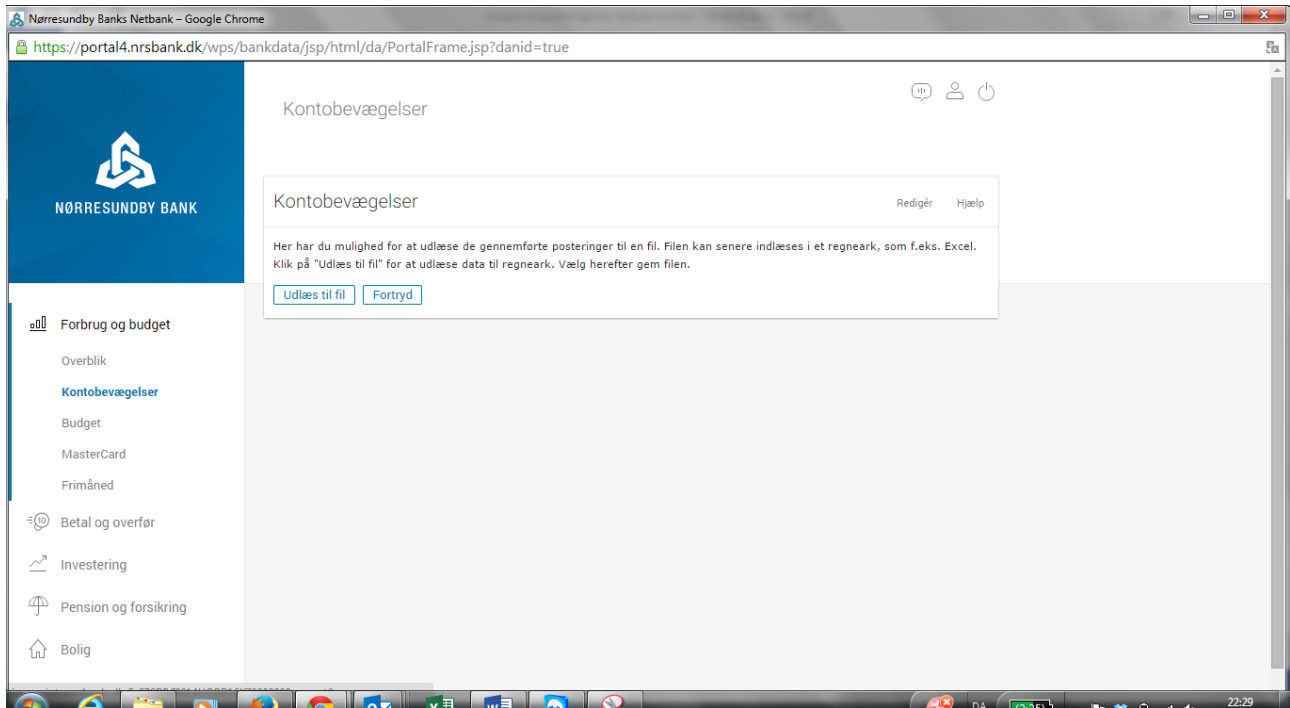 Nørresundby Banks Netbank – Google Chrome
https://portal4.nrsbank.dk/wps/bankdata/jsp/html/da/PortalFrame.jsp?danid=true
Kontobevægelser
NØRRESUNDBY BANK
Kontobevægelser
Redigér Hjælp
Her har du mulighed for at udlæse de gennemførte posteringer til en fil. Filen kan senere indlæses i et regneark, som f.eks. Excel.
Klik på "Udlæs til fil" for at udlæse data til regneark. Vælg herefter gem filen.
Udlæs til fil Fortryd
Forbrug og budget
Overblik
Kontobevægelser
Budget
MasterCard
Frimåned
10 Betal og overfør
Investering
Pension og forsikring
Bolig
DA
22:29